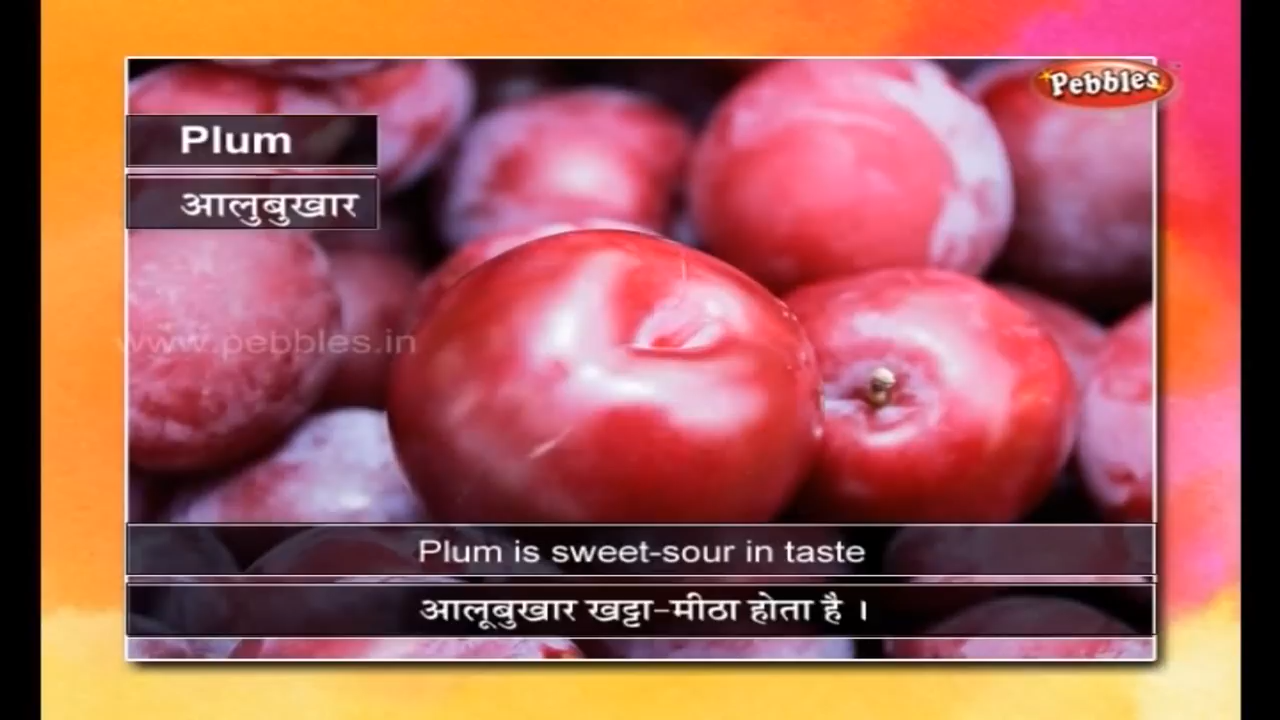 Pebbles
Plum
आलुबुखार
www.pebbles.in
Plum is sweet-sour in taste
आलूबुखार खट्टा-मीठा होता है ।